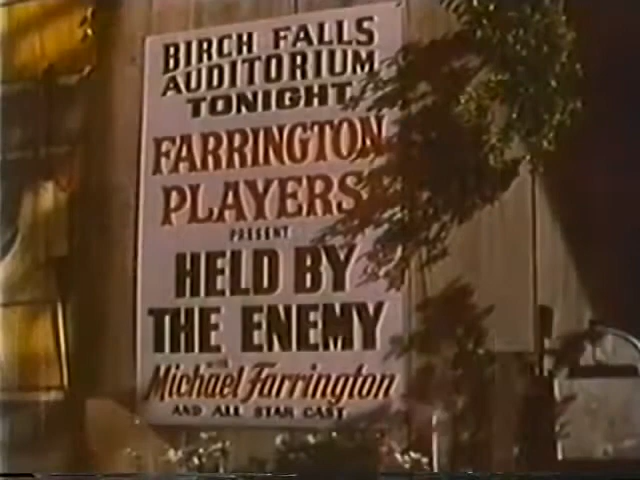 BIRCH FALLS
AUDITORIUM
TONIGHT
FARRINGTON
PLAYERS
PRESENT
HELD BY
THE ENEMY
WITH
Michael Farrington
AND ALL STAR CAST